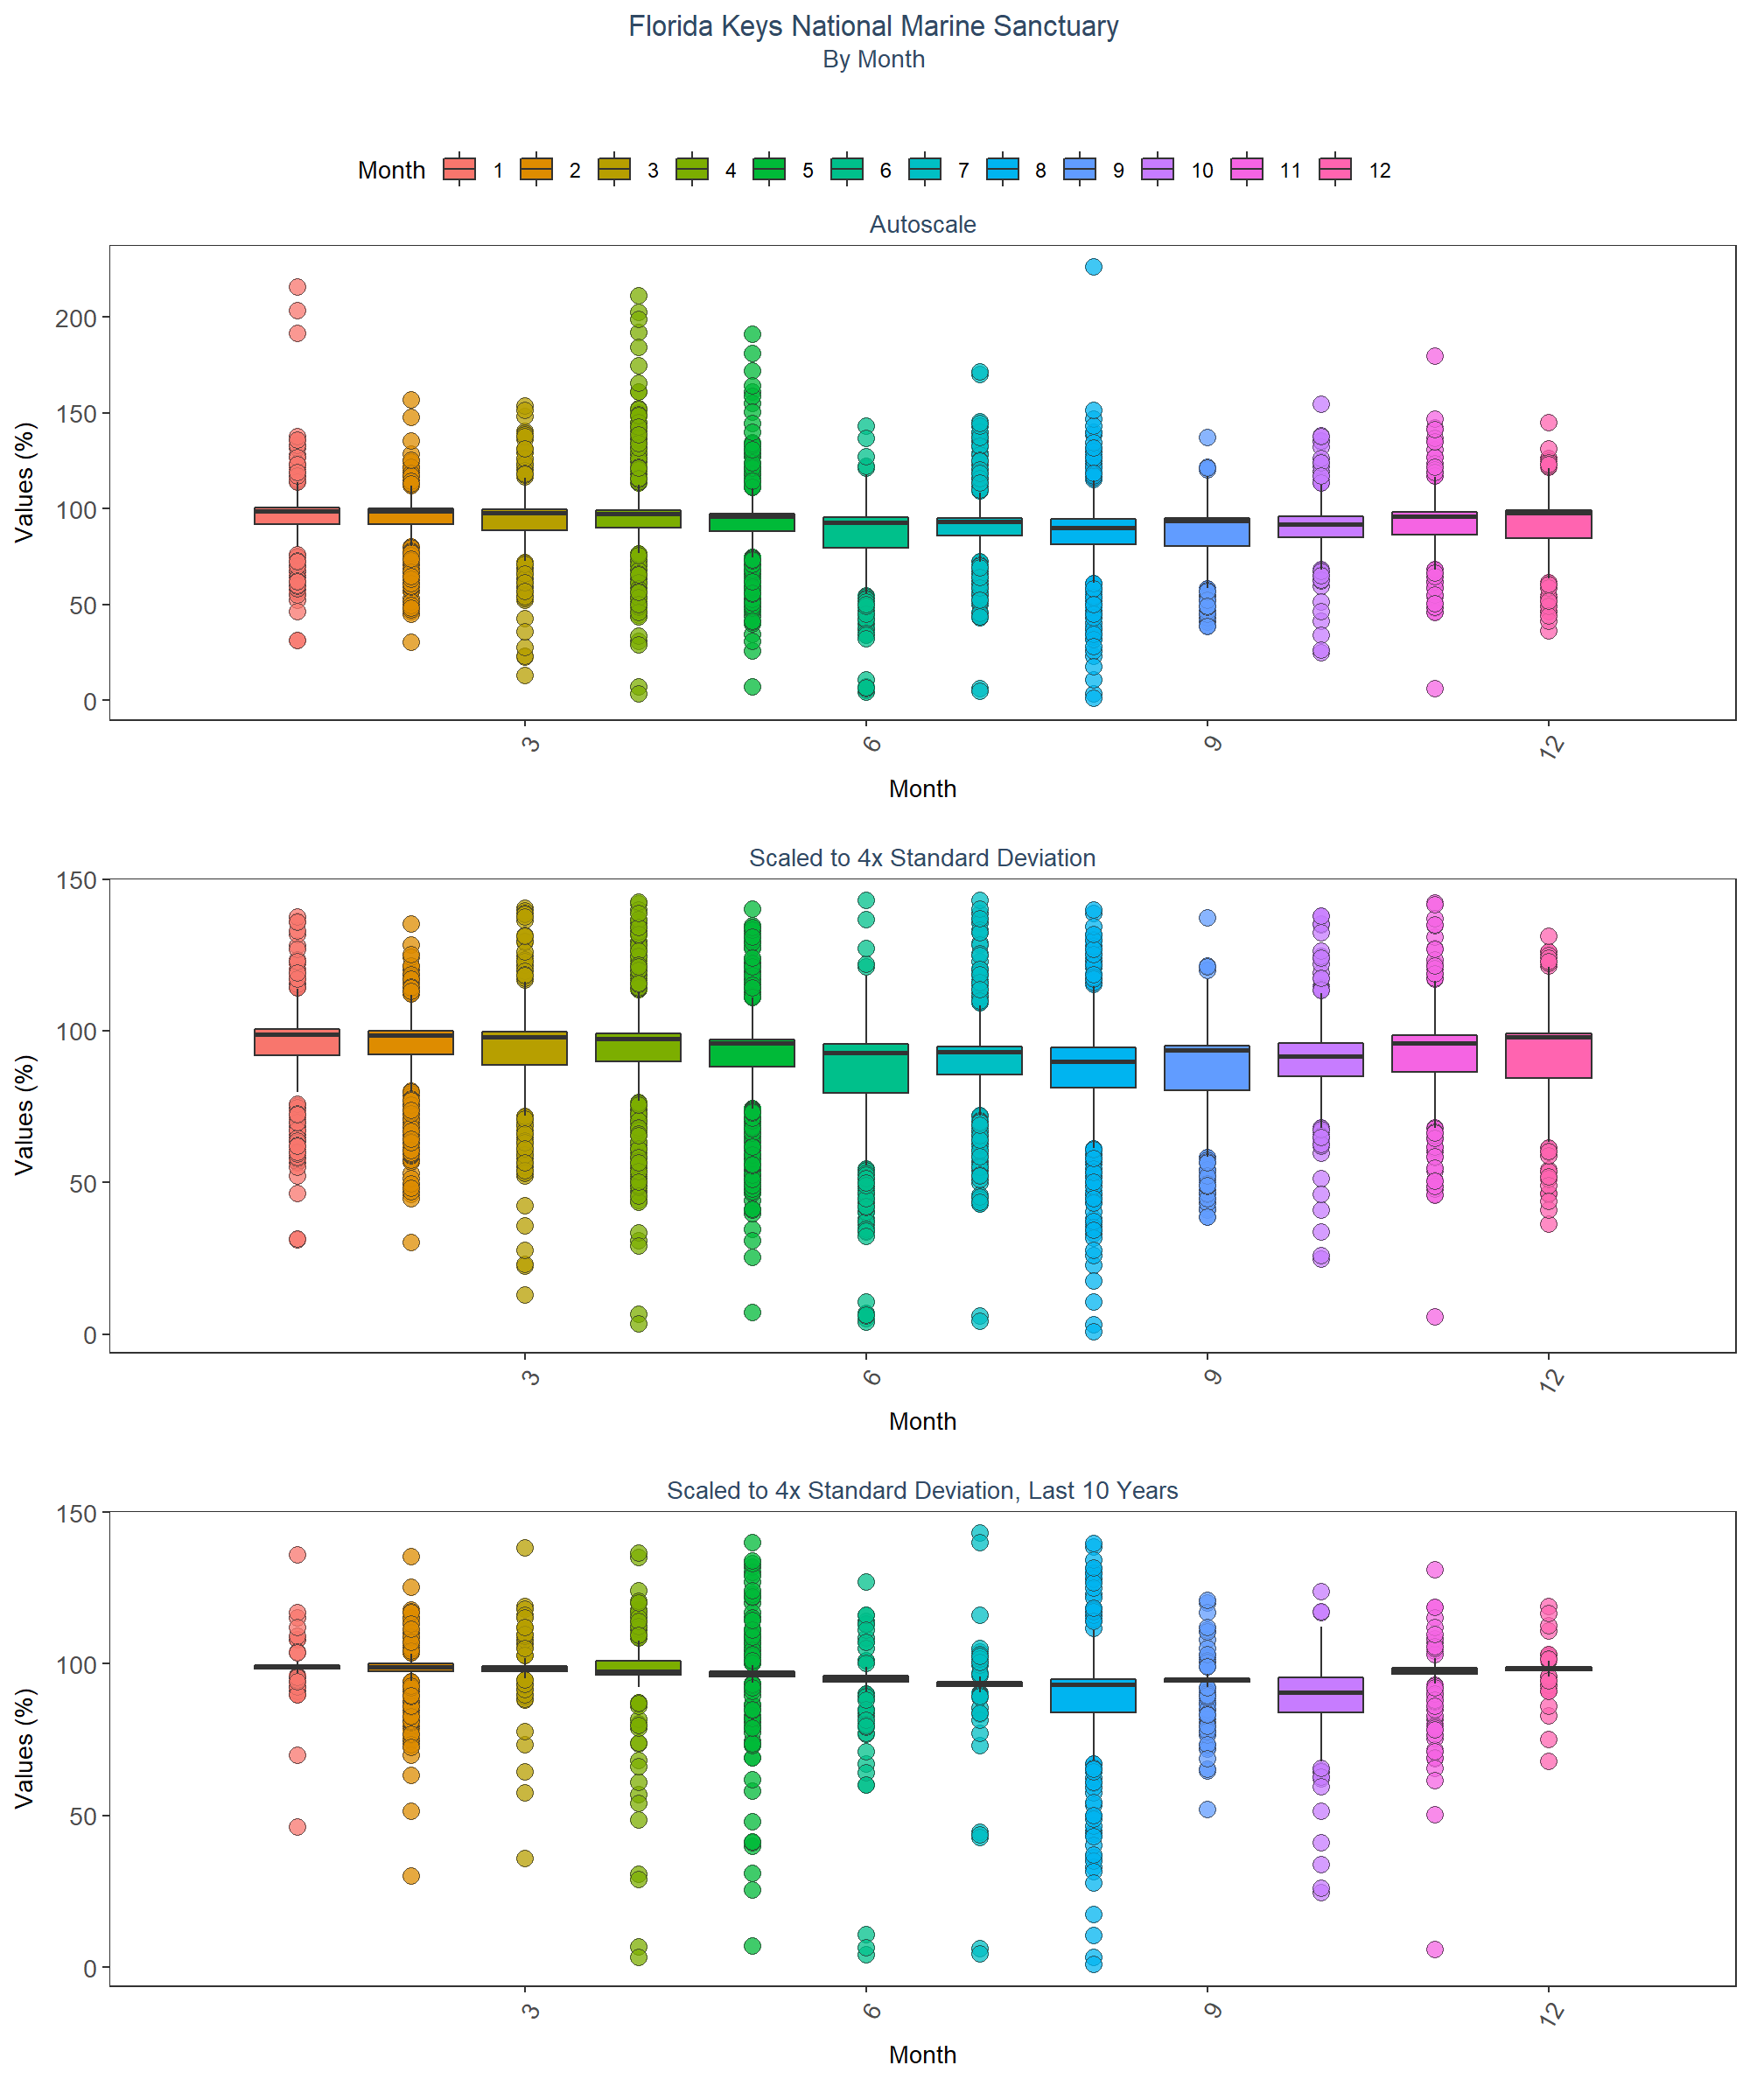 Florida Keys National Marine Sanctuary
By Month
Month 1 2 3 4 5 6 7 8 9 10 11 12
Autoscale
Values (%)
200
150
100
50
0
3 6 9 12
Month
Scaled to 4x Standard Deviation
Values (%)
150
100
50
0
3 6 9 12
Month
Scaled to 4x Standard Deviation, Last 10 Years
Values (%)
150
100
50
0
3 6 9 12
Month